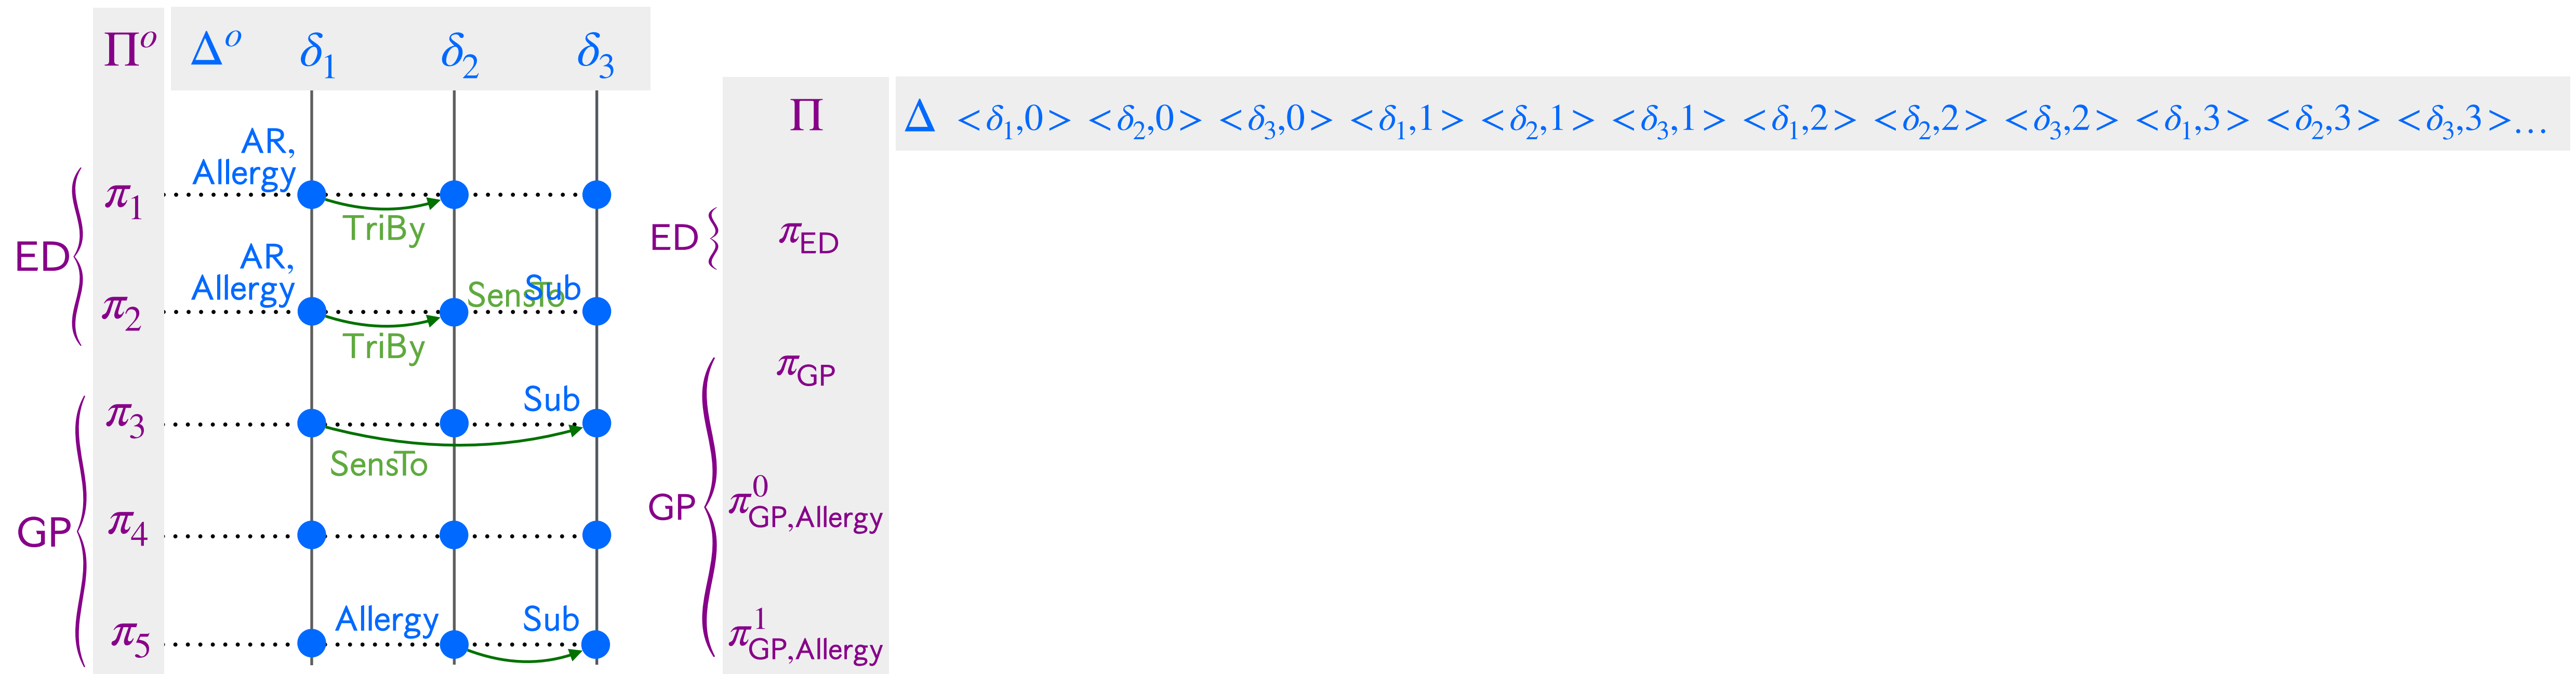 Πᵒ Δᵒ δ₁ δ₂ δ₃
Π Δ <δ₁,0> <δ₂,0> <δ₃,0> <δ₁,1> <δ₂,1> <δ₃,1> <δ₁,2> <δ₂,2> <δ₃,2> <δ₁,3> <δ₂,3> <δ₃,3>…
AR,
Allergy
π₁
TriBy
ED
AR,
Allergy
π₂
SensTo
Sub
TriBy
π₃
Sub
SensTo
GP
π₄
π₅
Allergy
Sub
ED
π_ED
π_GP
GP
π⁰_GP,Allergy
π¹_GP,Allergy